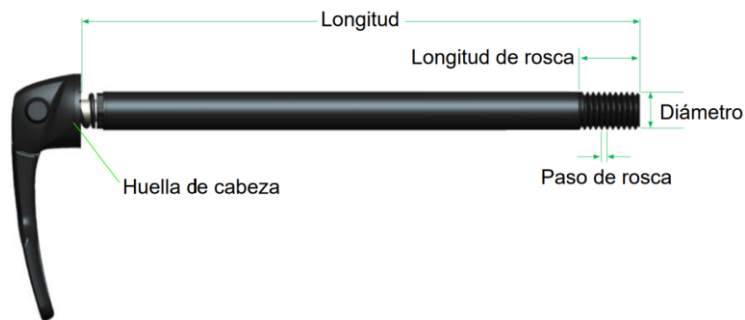 Longitud
Longitud de rosca
Diámetro
Paso de rosca
Huella de cabeza